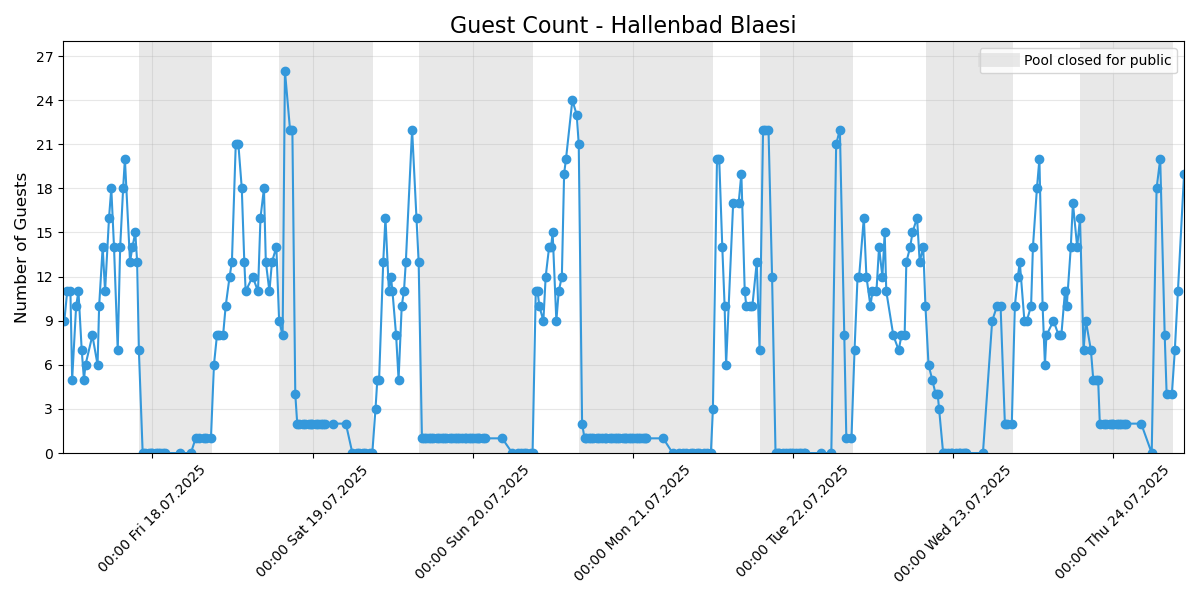 Guest Count - Hallenbad Blaesi
Pool closed for public
Number of Guests
27
24
21
18
15
12
9
6
3
0
00:00 Fri 18.07.2025
00:00 Sat 19.07.2025
00:00 Sun 20.07.2025
00:00 Mon 21.07.2025
00:00 Tue 22.07.2025
00:00 Wed 23.07.2025
00:00 Thu 24.07.2025